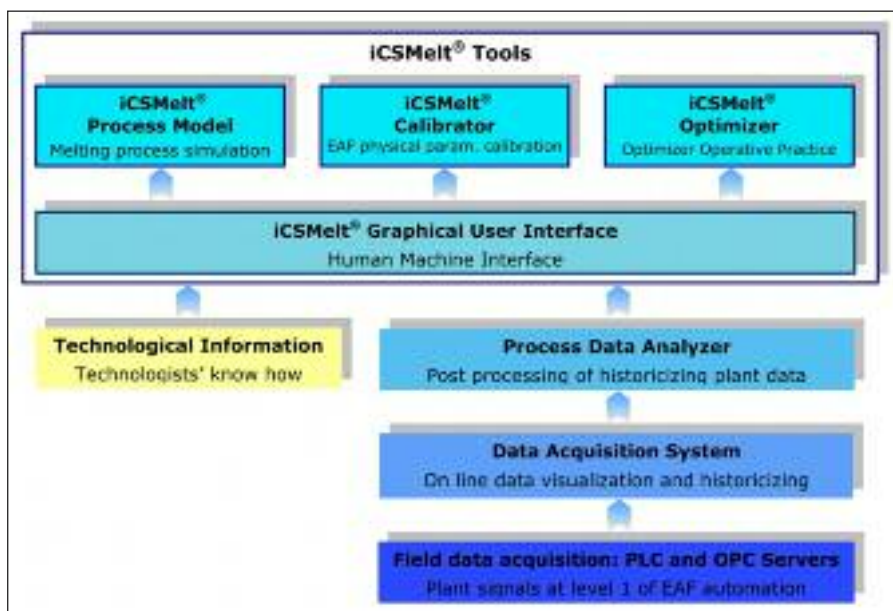 iCSMelt® Tools
iCSMelt®
Process Model
Melting process simulation
iCSMelt®
Calibrator
EAF physical param. calibration
iCSMelt®
Optimizer
Optimizer Operative Practice
iCSMelt® Graphical User Interface
Human Machine Interface
Technological Information
Technologists' know how
Process Data Analyzer
Post processing of historicizing plant data
Data Acquisition System
On line data visualization and historicizing
Field data acquisition: PLC and OPC Servers
Plant signals at level 1 of EAF automation